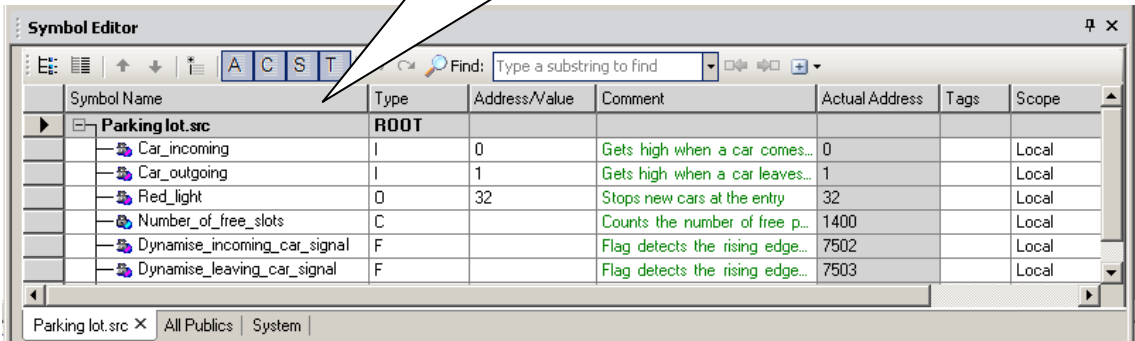 Symbol Editor
A C S T Find: Type a substring to find
Symbol Name Type Address/Value Comment Actual Address Tags Scope
Parking lot.src ROOT
Car_incoming I 0 Gets high when a car comes... 0 Local
Car_outgoing I 1 Gets high when a car leaves... 1 Local
Red_light O 32 Stops new cars at the entry 32 Local
Number_of_free_slots C Counts the number of free p... 1400 Local
Dynamise_incoming_car_signal F Flag detects the rising edge... 7502 Local
Dynamise_leaving_car_signal F Flag detects the rising edge... 7503 Local
Parking lot.src All Publics System